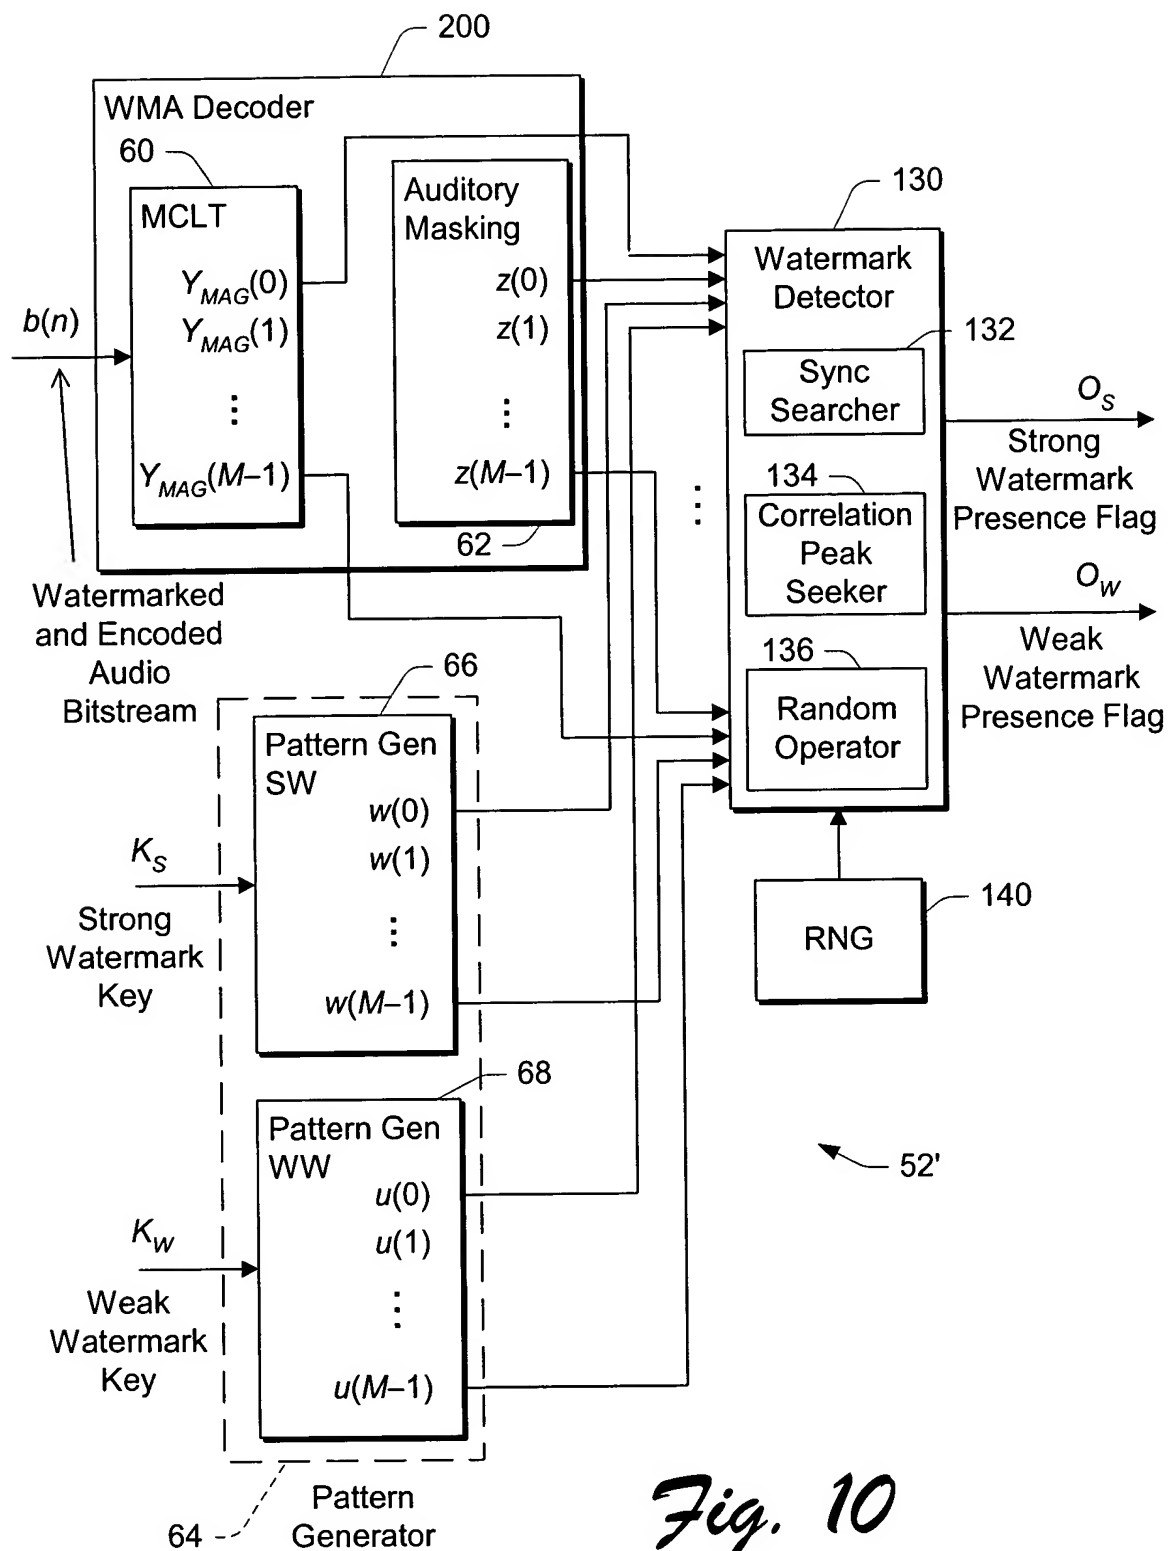 200
WMA Decoder
60
MCLT
Y_MAG(0)
Y_MAG(1)
⋮
Y_MAG(M–1)
Auditory
Masking
z(0)
z(1)
⋮
z(M–1)
62
b(n)
Watermarked
and Encoded
Audio
Bitstream
130
Watermark
Detector
132
Sync
Searcher
134
Correlation
Peak
Seeker
136
Random
Operator
⋮
O_S
Strong
Watermark
Presence Flag
O_W
Weak
Watermark
Presence Flag
140
RNG
66
Pattern Gen
SW
w(0)
w(1)
⋮
w(M–1)
K_S
Strong
Watermark
Key
68
Pattern Gen
WW
u(0)
u(1)
⋮
u(M–1)
K_W
Weak
Watermark
Key
52'
64
Pattern
Generator
Fig. 10